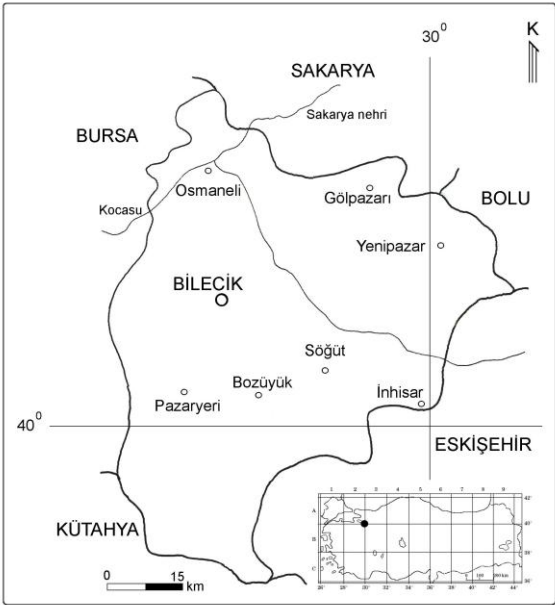 30⁰
K
SAKARYA
Sakarya nehri
BURSA
Osmaneli
Gölpazarı
BOLU
Kocasu
Yenipazar
BİLECİK
Söğüt
Bozüyük
İnhisar
Pazaryeri
40⁰
ESKİŞEHİR
KÜTAHYA
0 15
km